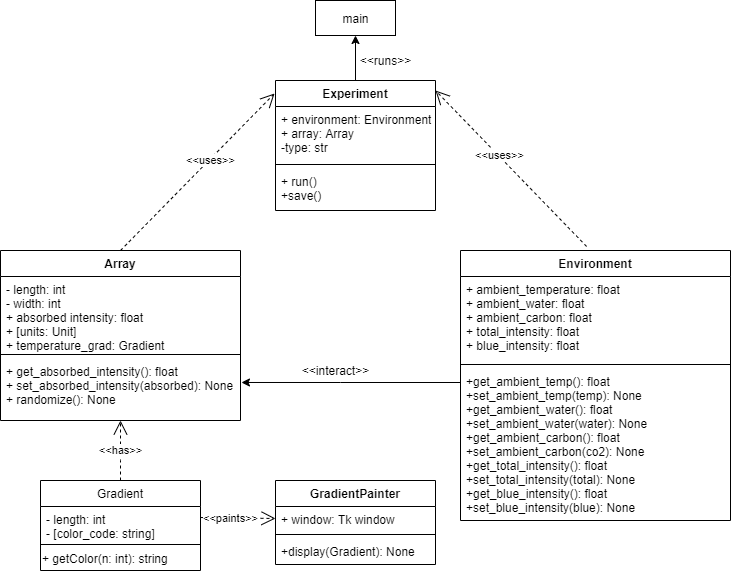 main
<<runs>>
Experiment
+ environment: Environment
+ array: Array
-type: str
+ run()
+save()
<<uses>>
<<uses>>
Array
- length: int
- width: int
+ absorbed intensity: float
+ [units: Unit]
+ temperature_grad: Gradient
+ get_absorbed_intensity(): float
+ set_absorbed_intensity(absorbed): None
+ randomize(): None
<<interact>>
Environment
+ ambient_temperature: float
+ ambient_water: float
+ ambient_carbon: float
+ total_intensity: float
+ blue_intensity: float
+get_ambient_temp(): float
+set_ambient_temp(temp): None
+get_ambient_water(): float
+set_ambient_water(water): None
+get_ambient_carbon(): float
+set_ambient_carbon(co2): None
+get_total_intensity(): float
+set_total_intensity(total): None
+get_blue_intensity(): float
+set_blue_intensity(blue): None
<<has>>
Gradient
- length: int
- [color_code: string]
+ getColor(n: int): string
<<paints>>
GradientPainter
+ window: Tk window
+display(Gradient): None